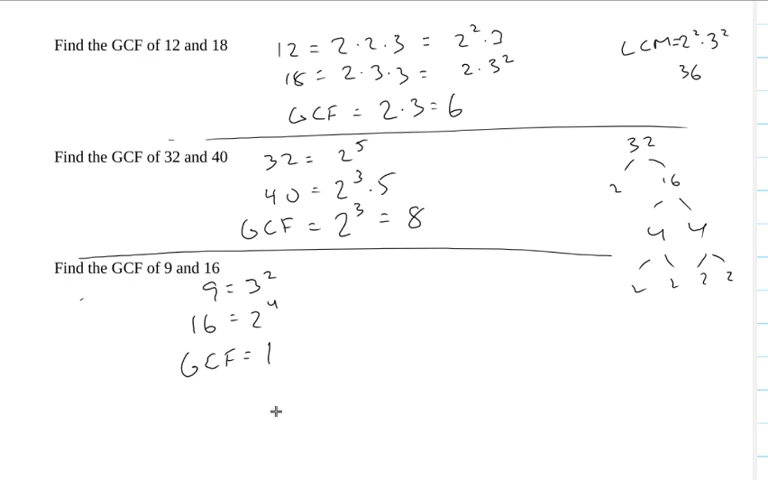 Find the GCF of 12 and 18
12 = 2·2·3 = 2²·3
18 = 2·3·3 = 2·3²
GCF = 2·3=6
LCM=2²·3²
36
Find the GCF of 32 and 40
32 = 2⁵
40 = 2³·5
GCF = 2³ = 8
32
2 16
4 4
2 2 2 2
Find the GCF of 9 and 16
9=3²
16=2⁴
GCF=1